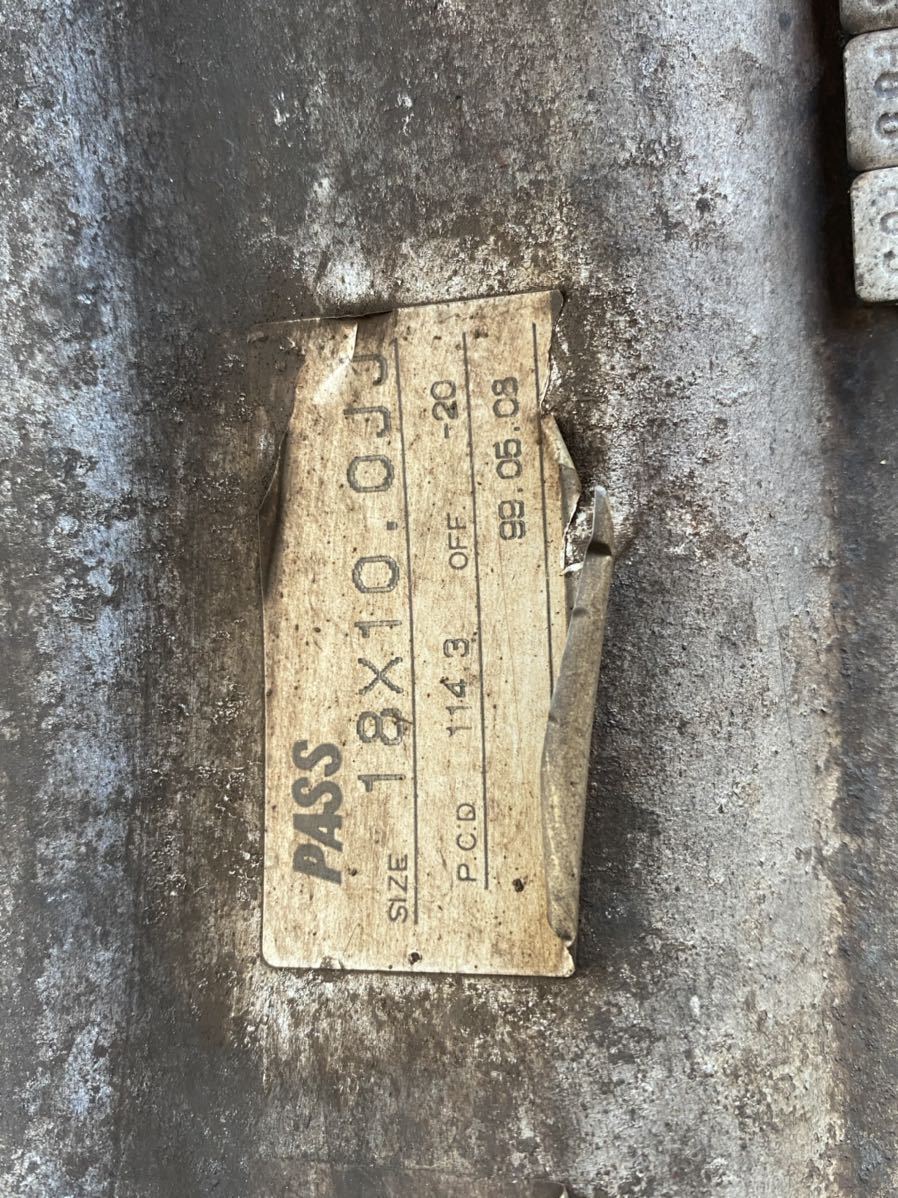 PASS
SIZE 18X10.0JJ
P.C.D 114.3 OFF -20
99.05.08